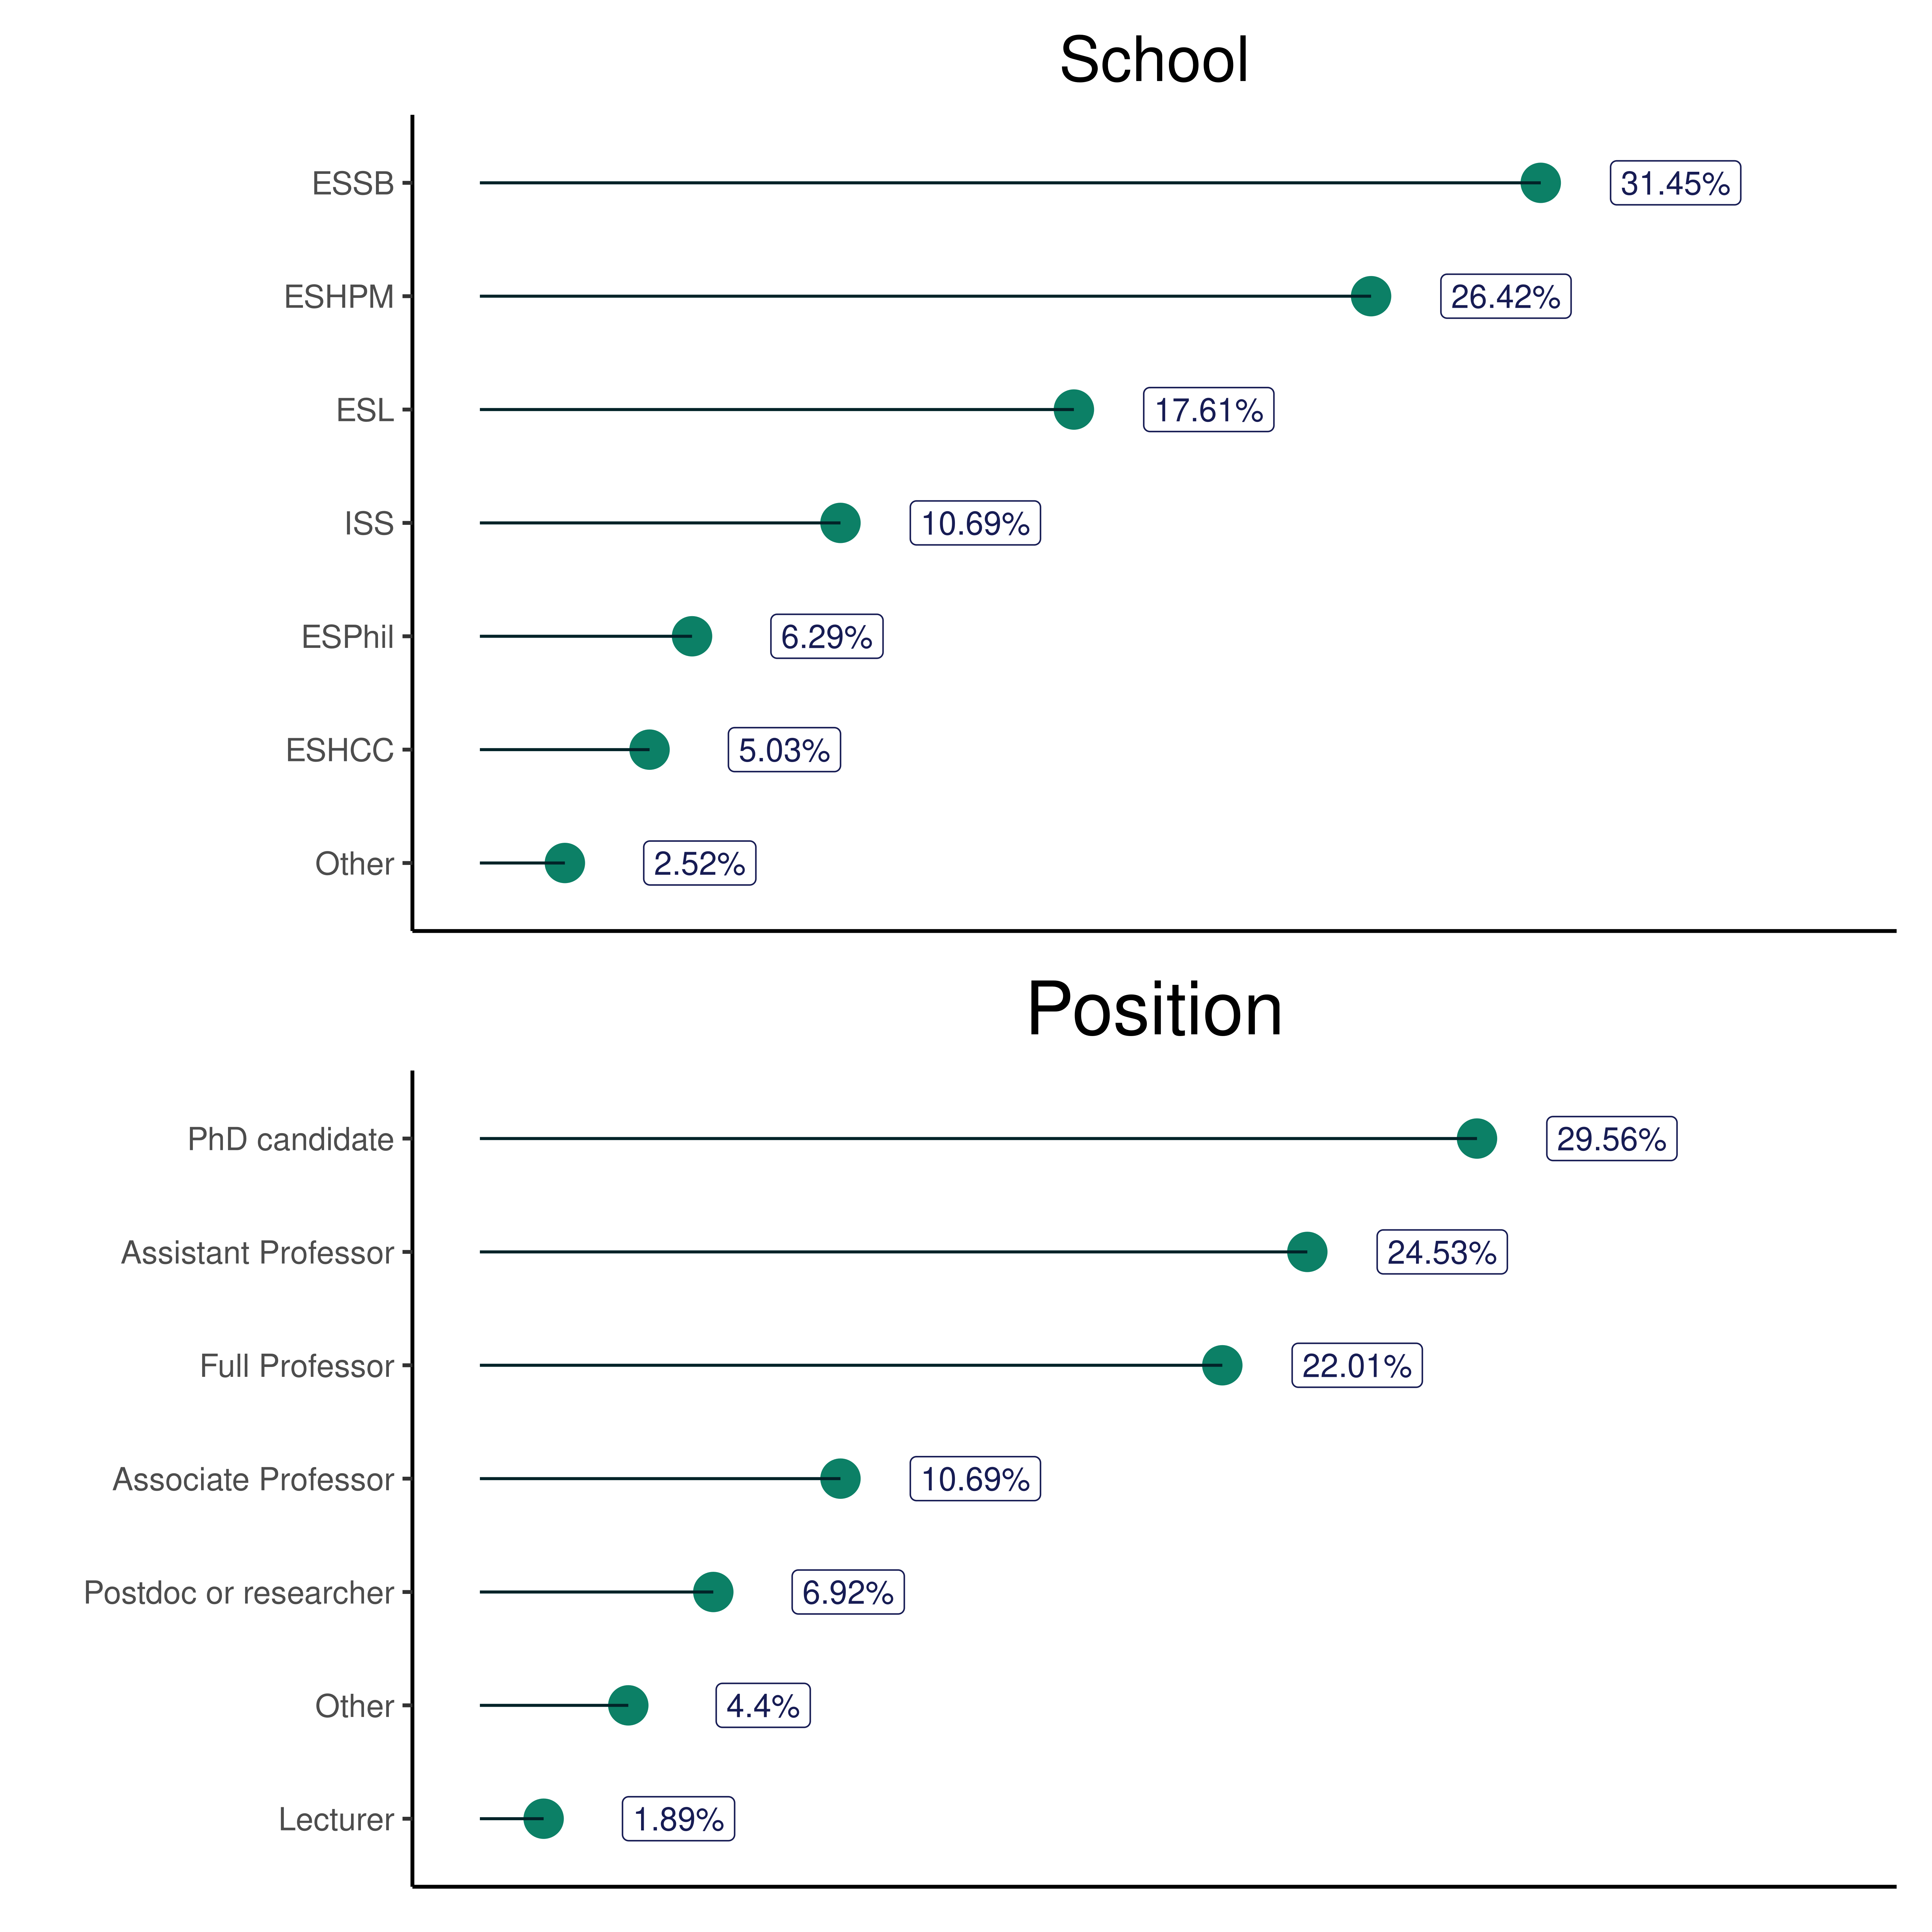 School
ESSB 31.45%
ESHPM 26.42%
ESL 17.61%
ISS 10.69%
ESPhil 6.29%
ESHCC 5.03%
Other 2.52%
Position
PhD candidate 29.56%
Assistant Professor 24.53%
Full Professor 22.01%
Associate Professor 10.69%
Postdoc or researcher 6.92%
Other 4.4%
Lecturer 1.89%